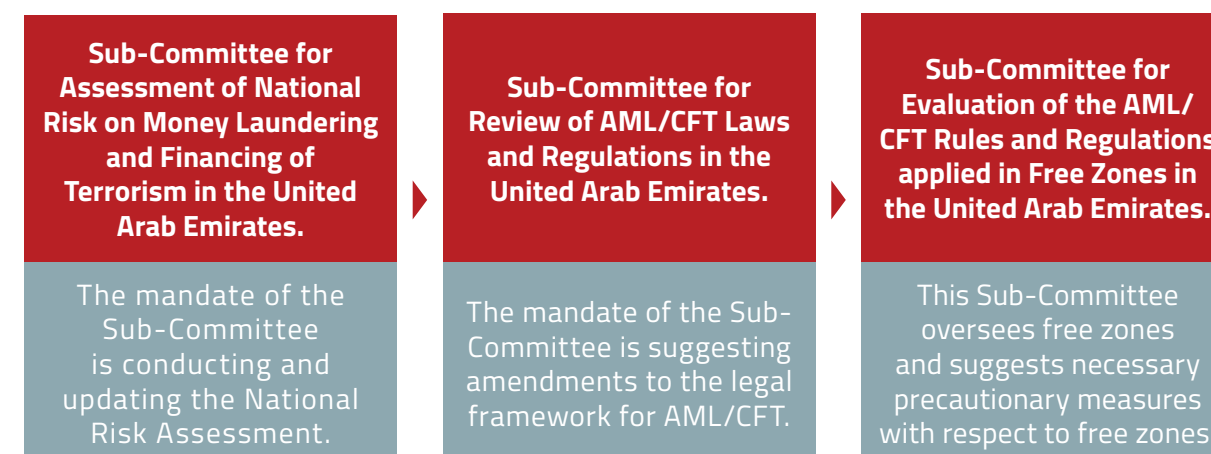 Sub-Committee for
Assessment of National
Risk on Money Laundering
and Financing of
Terrorism in the United
Arab Emirates.
The mandate of the
Sub-Committee
is conducting and
updating the National
Risk Assessment.
Sub-Committee for
Review of AML/CFT Laws
and Regulations in the
United Arab Emirates.
The mandate of the Sub-
Committee is suggesting
amendments to the legal
framework for AML/CFT.
Sub-Committee for
Evaluation of the AML/
CFT Rules and Regulations
applied in Free Zones in
the United Arab Emirates.
This Sub-Committee
oversees free zones
and suggests necessary
precautionary measures
with respect to free zones